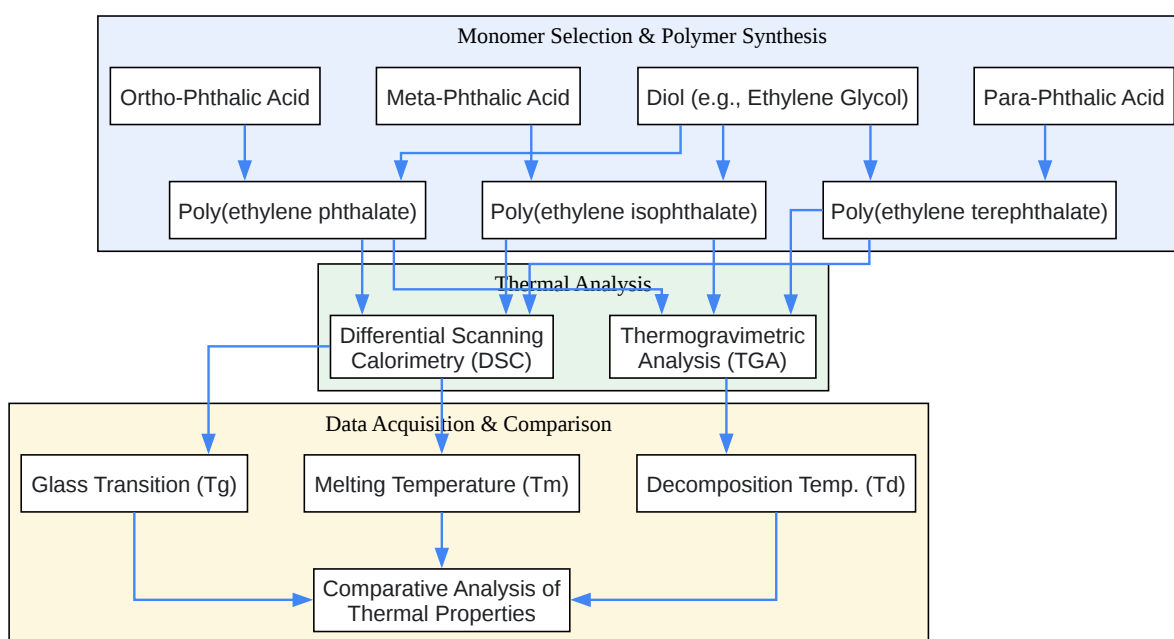 Monomer Selection & Polymer Synthesis
Ortho-Phthalic Acid
Meta-Phthalic Acid
Diol (e.g., Ethylene Glycol)
Para-Phthalic Acid
Poly(ethylene phthalate)
Poly(ethylene isophthalate)
Poly(ethylene terephthalate)
Thermal Analysis
Differential Scanning
Calorimetry (DSC)
Thermogravimetric
Analysis (TGA)
Data Acquisition & Comparison
Glass Transition (Tg)
Melting Temperature (Tm)
Decomposition Temp. (Td)
Comparative Analysis of
Thermal Properties